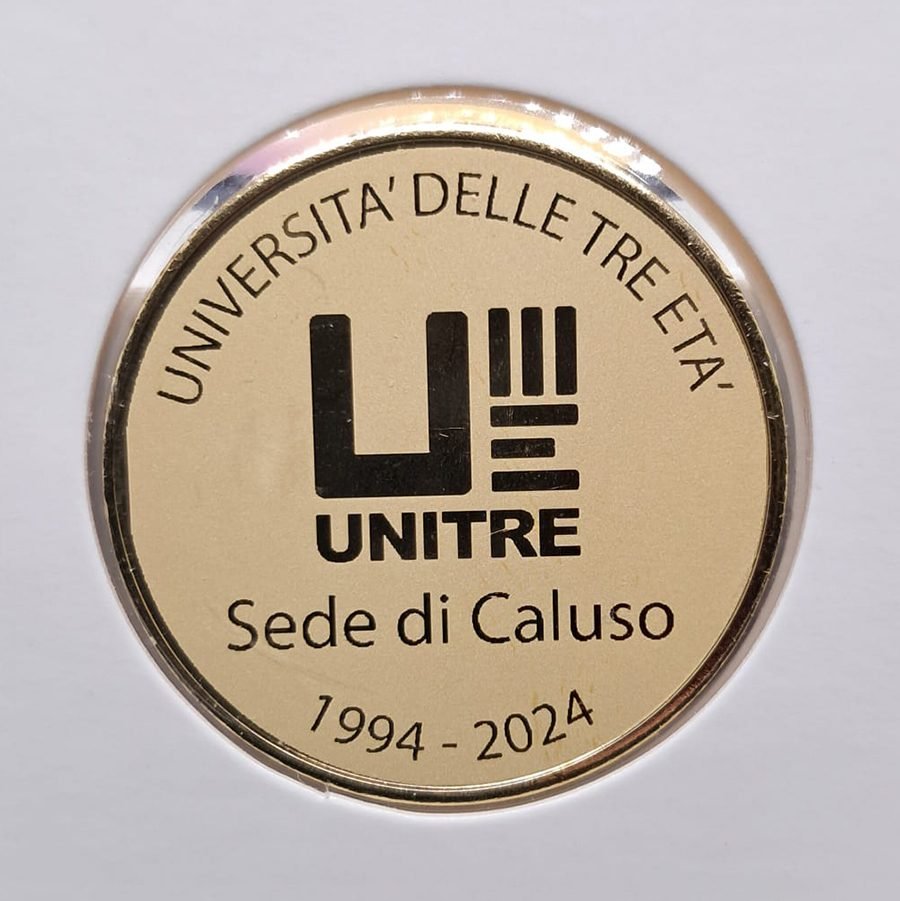 UNIVERSITA' DELLE TRE ETA'
UNITRE
Sede di Caluso
1994 - 2024